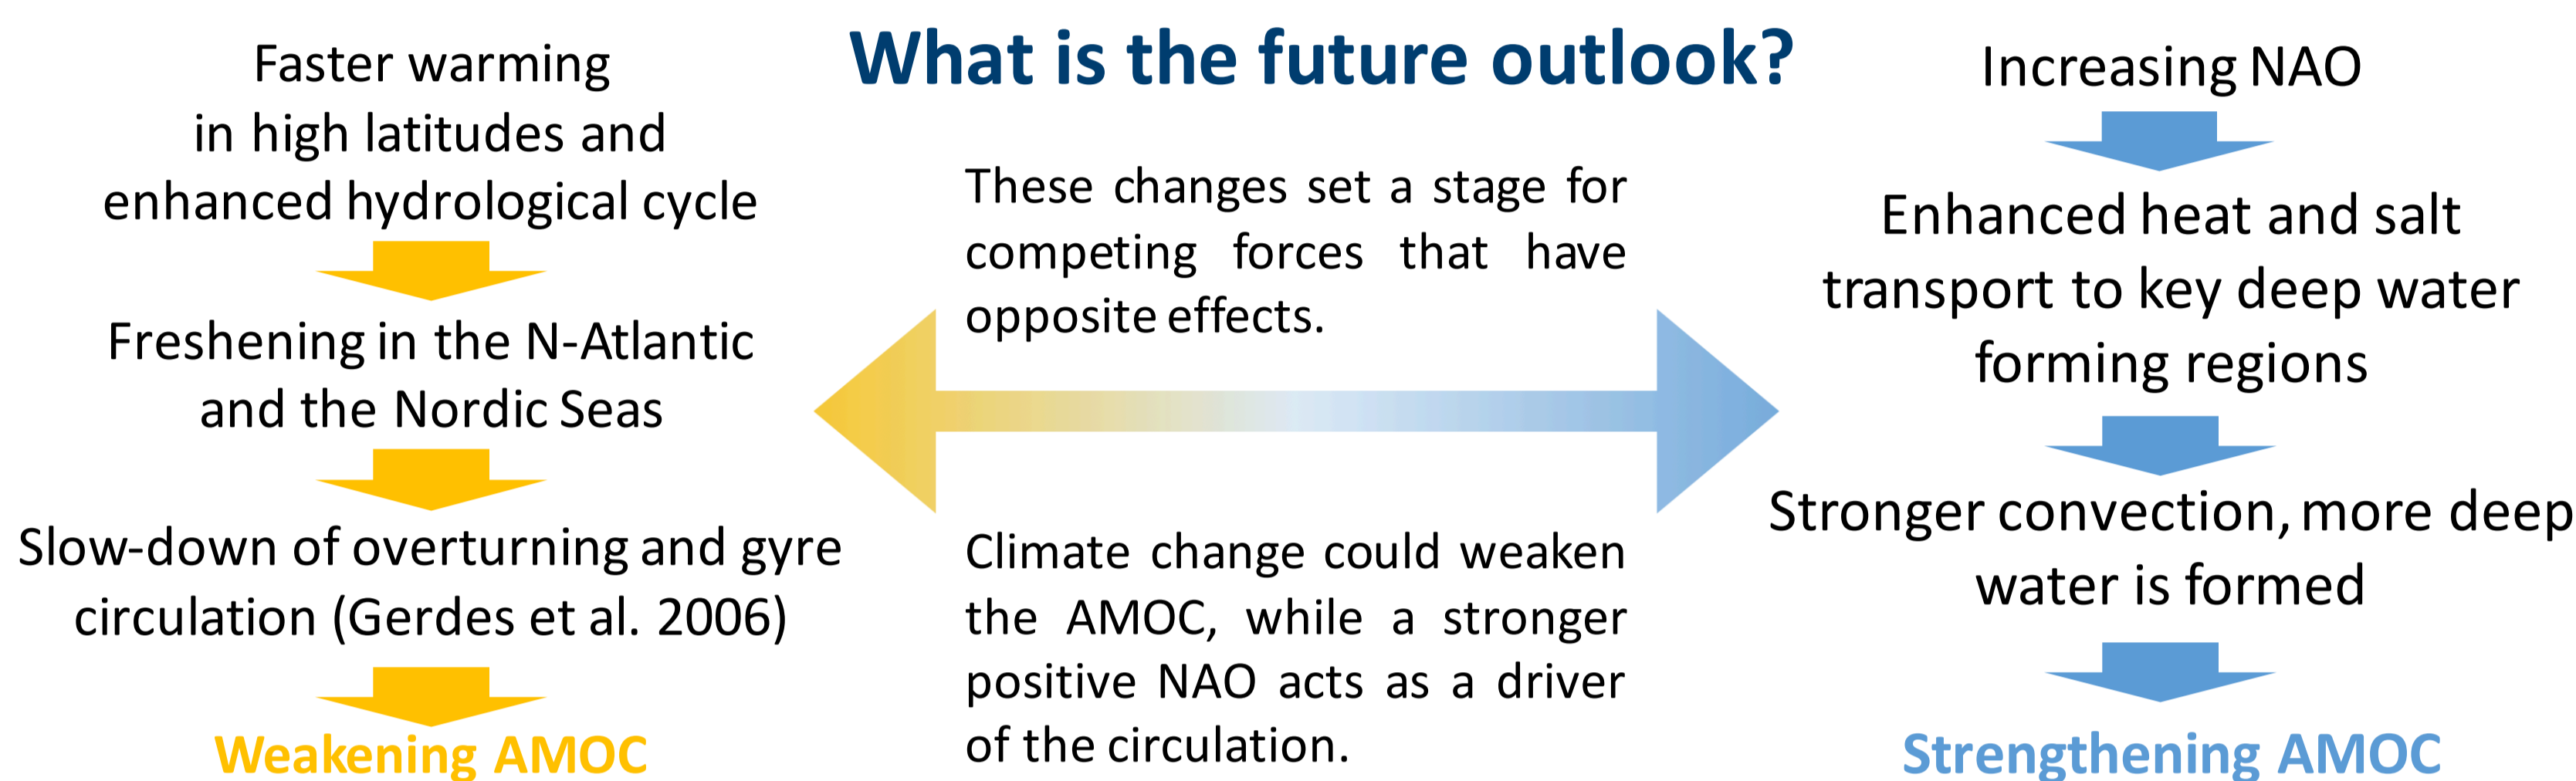 Faster warming
in high latitudes and
enhanced hydrological cycle
Freshening in the N-Atlantic
and the Nordic Seas
Slow-down of overturning and gyre
circulation (Gerdes et al. 2006)
Weakening AMOC
What is the future outlook?
These changes set a stage for
competing forces that have
opposite effects.
Climate change could weaken
the AMOC, while a stronger
positive NAO acts as a driver
of the circulation.
Increasing NAO
Enhanced heat and salt
transport to key deep water
forming regions
Stronger convection, more deep
water is formed
Strengthening AMOC